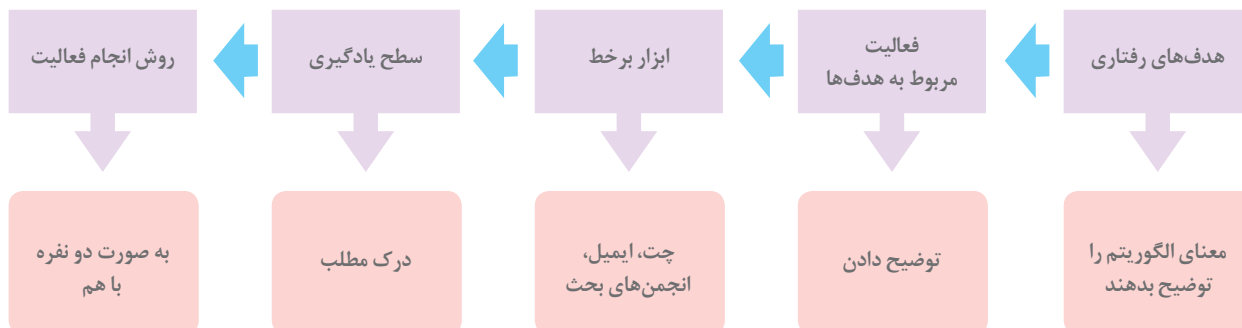 هدف‌های رفتاری
فعالیت
مربوط به هدف‌ها
ابزار برخط
سطح یادگیری
روش انجام فعالیت
معنای الگوریتم را
توضیح بدهند
توضیح دادن
چت، ایمیل،
انجمن‌های بحث
درک مطلب
به صورت دو نفره
با هم